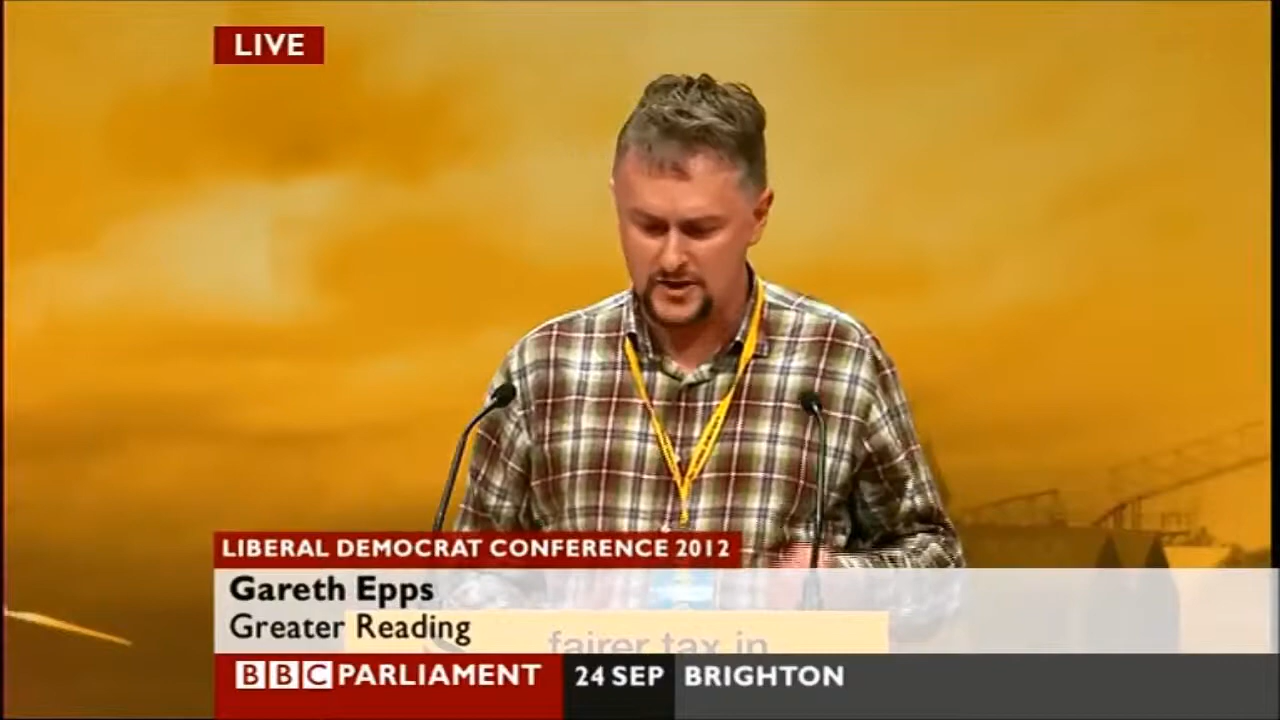 LIVE
LIBERAL DEMOCRAT CONFERENCE 2012
Gareth Epps
Greater Reading
fairer tax in
BBC PARLIAMENT 24 SEP BRIGHTON